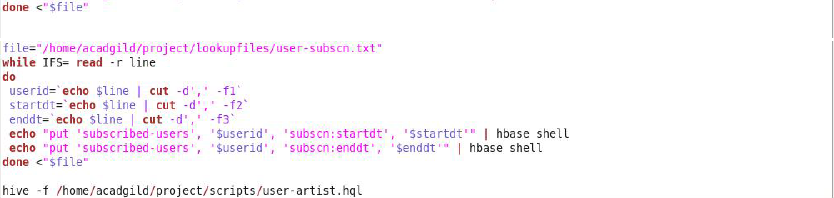 done <"$file"
file="/home/acadgild/project/lookupfiles/user-subscn.txt"
while IFS= read -r line
do
userid=`echo $line | cut -d',' -f1`
startdt=`echo $line | cut -d',' -f2`
enddt=`echo $line | cut -d',' -f3`
echo "put 'subscribed-users', '$userid', 'subscn:startdt', '$startdt'" | hbase shell
echo "put 'subscribed-users', '$userid', 'subscn:enddt', '$enddt'" | hbase shell
done <"$file"
hive -f /home/acadgild/project/scripts/user-artist.hql